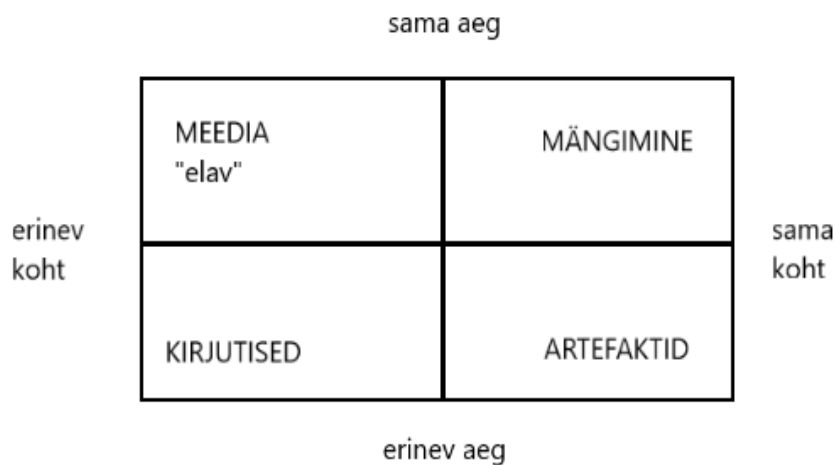 sama aeg
MEEDIA
"elav"
MÄNGIMINE
erinev
koht
sama
koht
KIRJUTISED
ARTEFAKTID
erinev aeg